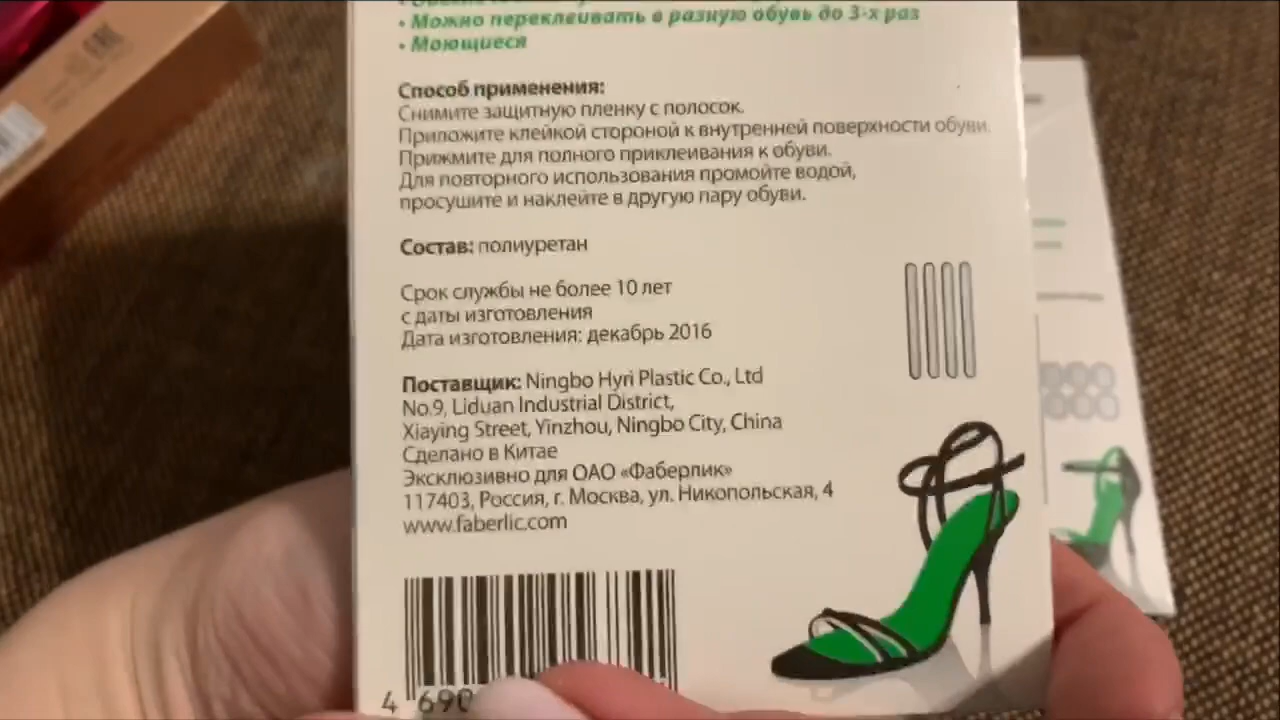 • Можно переклеивать в разную обувь до 3-х раз
• Моющиеся
Способ применения:
Снимите защитную пленку с полосок.
Приложите клейкой стороной к внутренней поверхности обуви.
Прижмите для полного приклеивания к обуви.
Для повторного использования промойте водой,
просушите и наклейте в другую пару обуви.
Состав: полиуретан
Срок службы не более 10 лет
с даты изготовления
Дата изготовления: декабрь 2016
Поставщик: Ningbo Hyri Plastic Co., Ltd
No.9, Liduan Industrial District,
Xiaying Street, Yinzhou, Ningbo City, China
Сделано в Китае
Эксклюзивно для ОАО «Фаберлик»
117403, Россия, г. Москва, ул. Никопольская, 4
www.faberlic.com
4 690